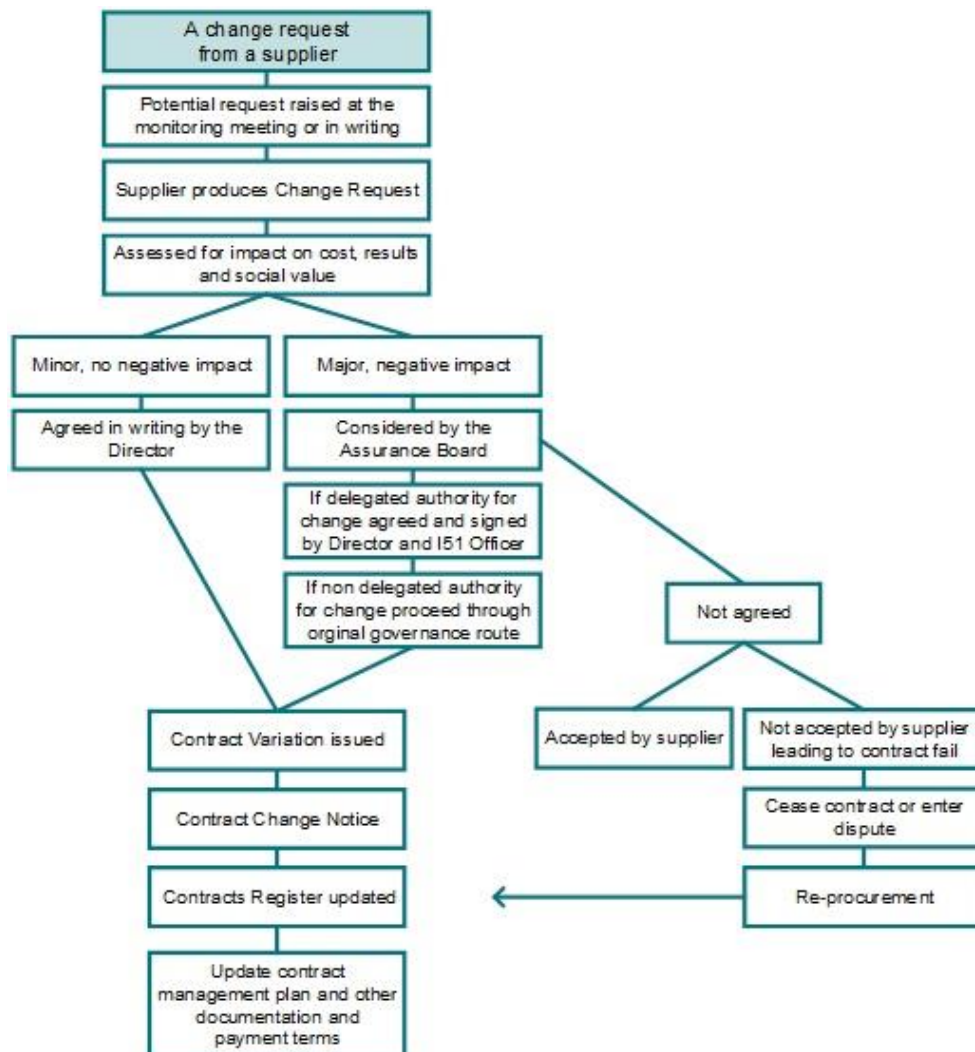 A change request
from a supplier
Potential request raised at the
monitoring meeting or in writing
Supplier produces Change Request
Assessed for impact on cost, results
and social value
Minor, no negative impact
Major, negative impact
Agreed in writing by the
Director
Considered by the
Assurance Board
If delegated authority for
change agreed and signed
by Director and I51 Officer
If non delegated authority
for change proceed through
orginal governance route
Not agreed
Contract Variation issued
Accepted by supplier
Not accepted by supplier
leading to contract fail
Contract Change Notice
Cease contract or enter
dispute
Contracts Register updated
Re-procurement
Update contract
management plan and other
documentation and
payment terms